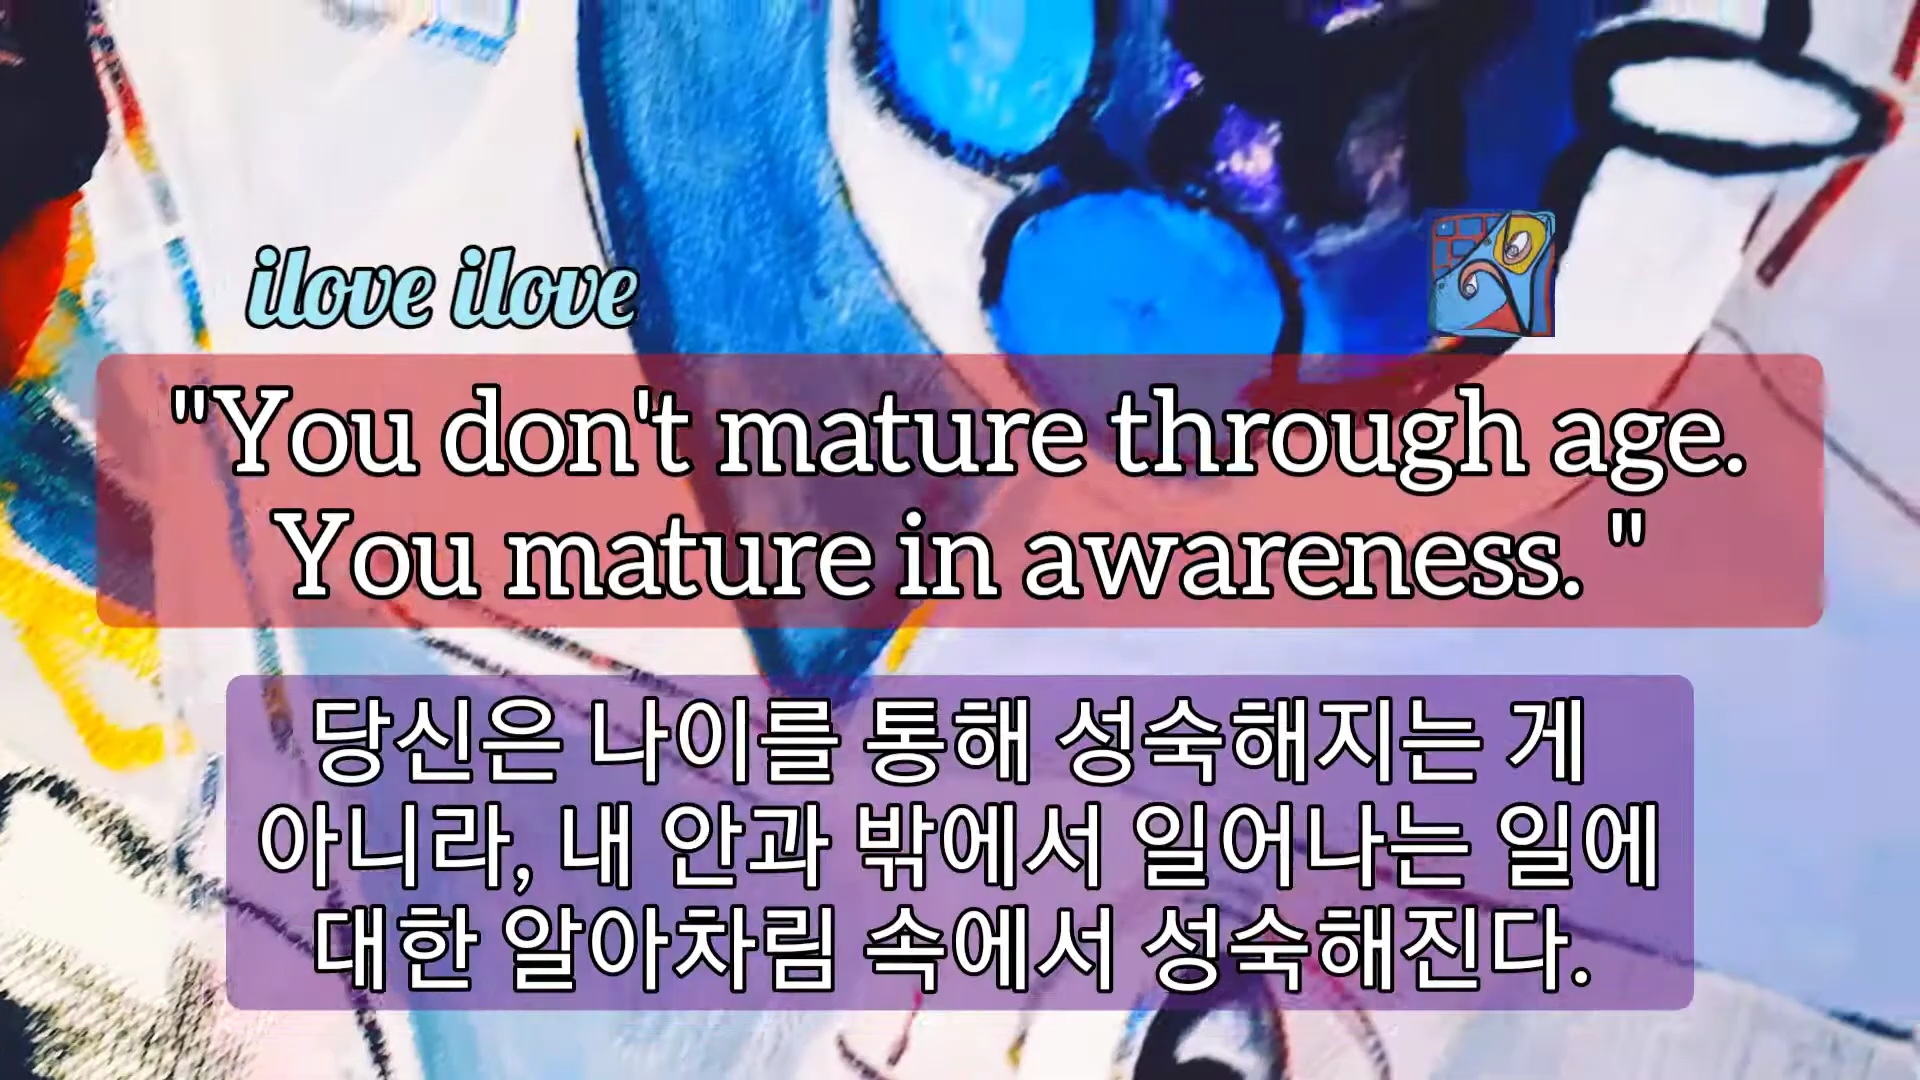 ilove ilove
"You don't mature through age.
You mature in awareness. "
당신은 나이를 통해 성숙해지는 게
아니라, 내 안과 밖에서 일어나는 일에
대한 알아차림 속에서 성숙해진다.